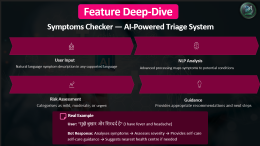 Feature Deep-Dive
Symptoms Checker — AI-Powered Triage System
User Input
Natural language symptom description in any supported language
NLP Analysis
Advanced processing maps symptoms to potential conditions
Risk Assessment
Categorizes as mild, moderate, or urgent
Guidance
Provides appropriate recommendations and next steps
Real Example
User: "मुझे बुखार और सिरदर्द है" (I have fever and headache)
Bot Response: Analyzes symptoms → Assesses severity → Provides self-care
self-care guidance → Suggests nearest health centre if needed